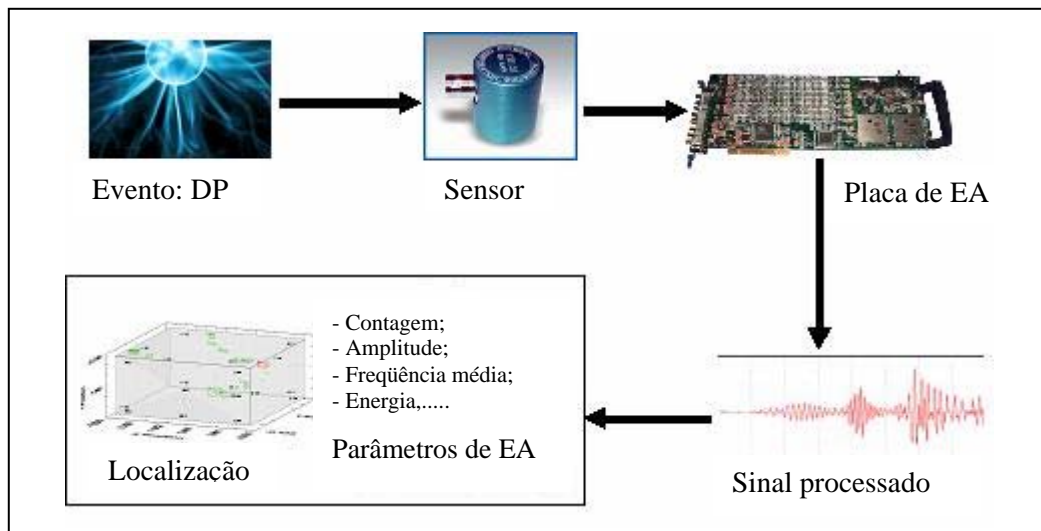 Evento: DP
Sensor
Placa de EA
- Contagem;
- Amplitude;
- Freqüência média;
- Energia,.....
Parâmetros de EA
Localização
Sinal processado